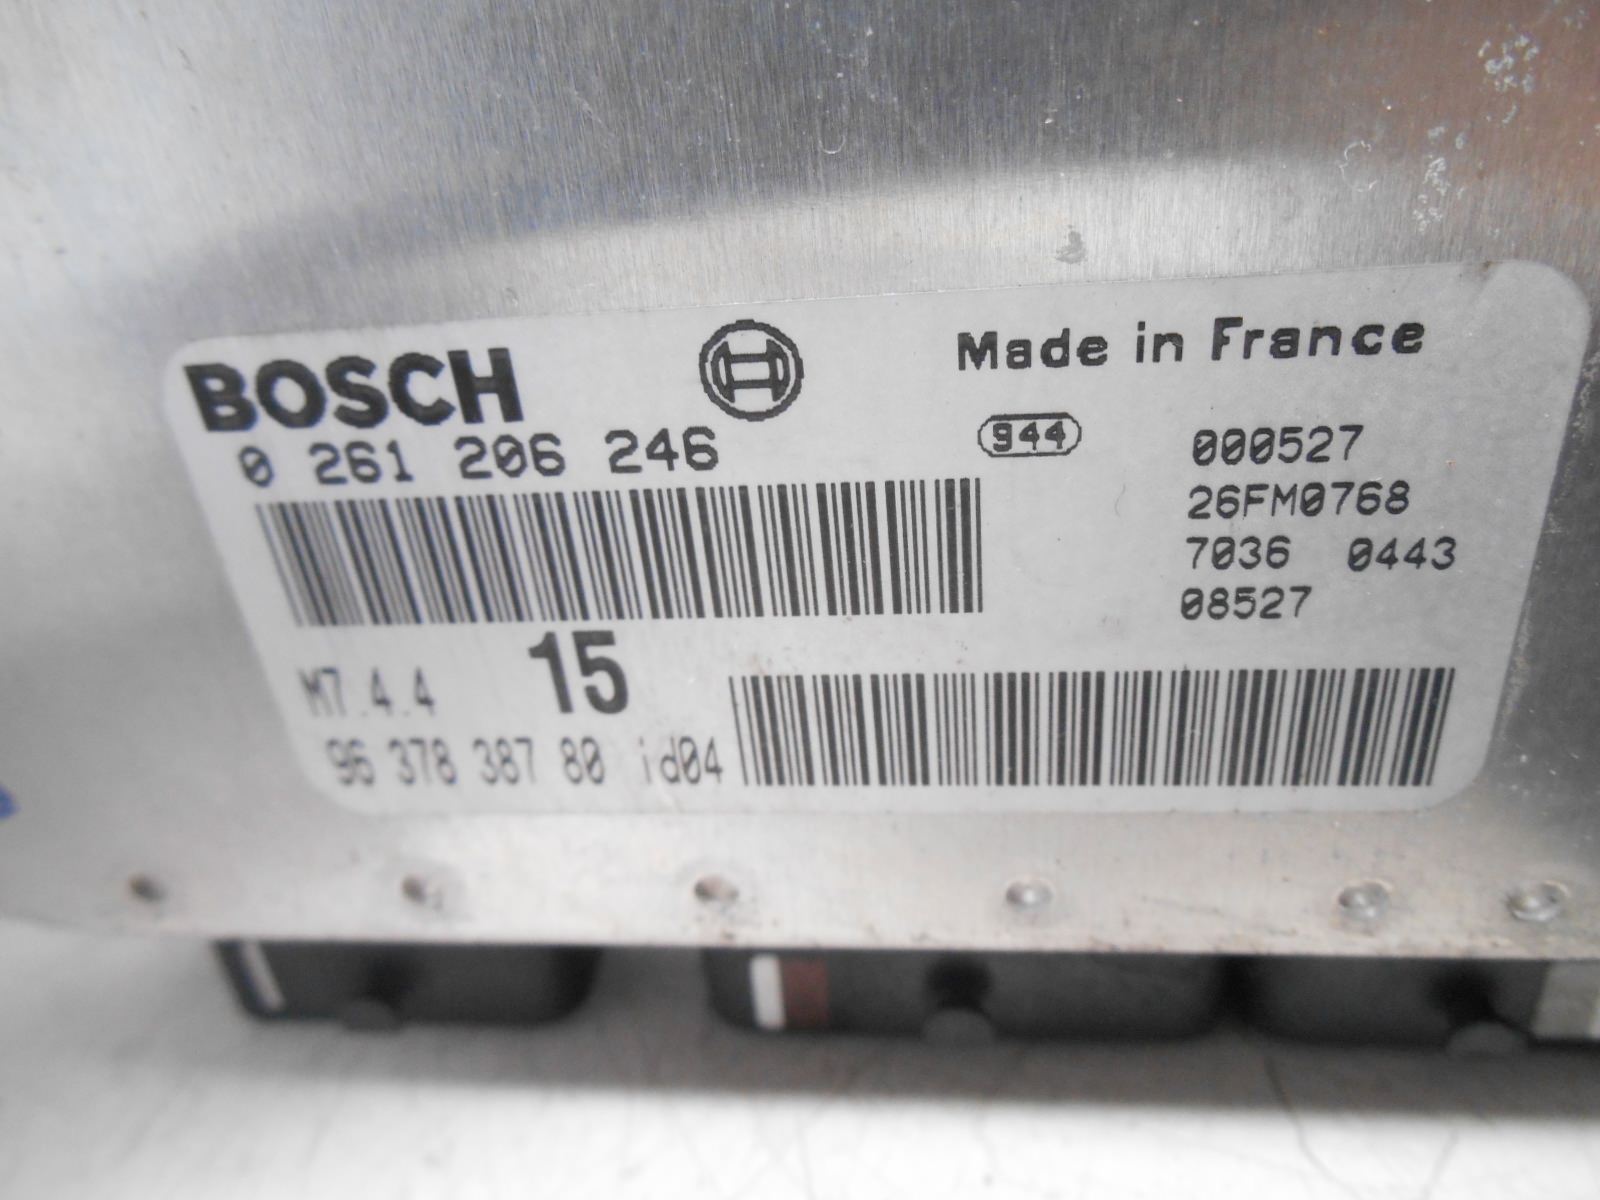 BOSCH
Made in France
0 261 206 246
944
000527
26FM0768
7036 0443
08527
M7.4.4
15
96 378 387 80 id04